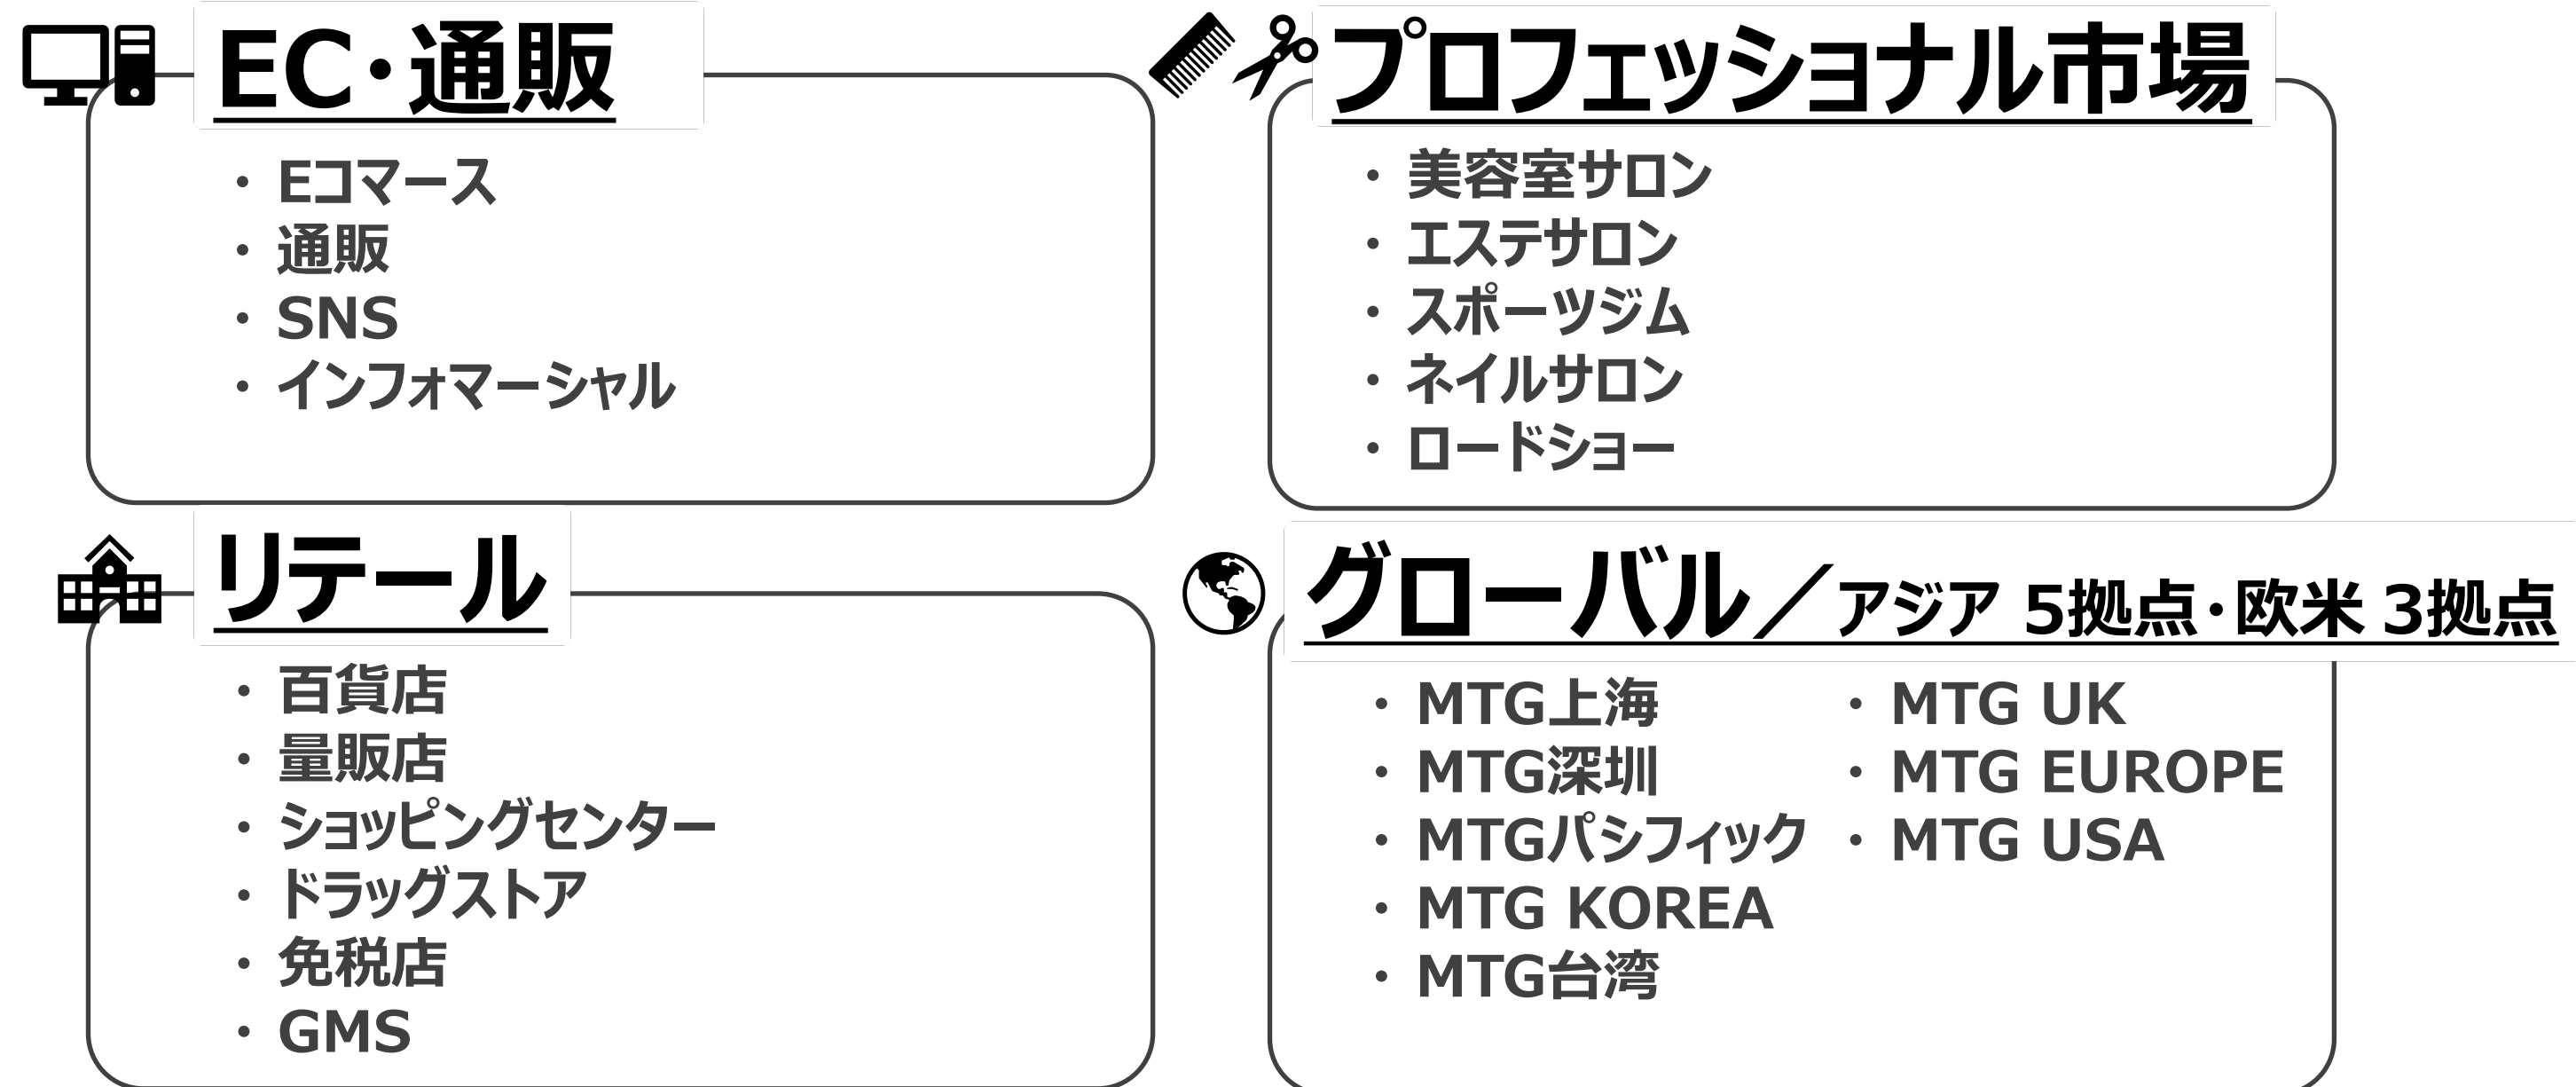 EC・通販
・ Eコマース
・ 通販
・ SNS
・ インフォマーシャル
プロフェッショナル市場
・ 美容室サロン
・ エステサロン
・ スポーツジム
・ ネイルサロン
・ ロードショー
リテール
・ 百貨店
・ 量販店
・ ショッピングセンター
・ ドラッグストア
・ 免税店
・ GMS
グローバル／アジア 5拠点・欧米 3拠点
・ MTG上海
・ MTG深圳
・ MTGパシフィック
・ MTG KOREA
・ MTG台湾
・ MTG UK
・ MTG EUROPE
・ MTG USA